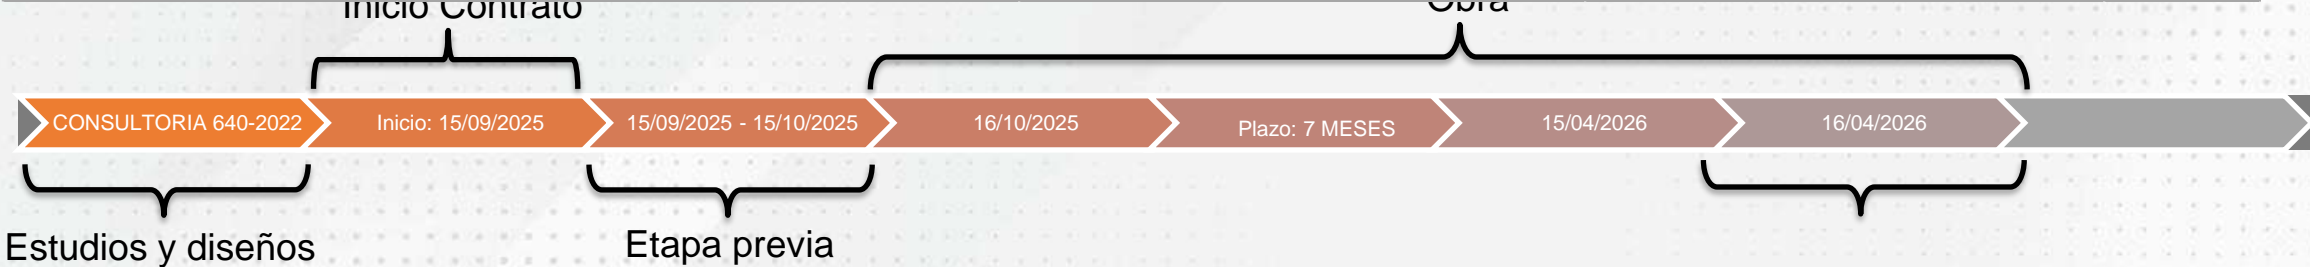 Inicio Contrato
Obra
CONSULTORIA 640-2022
Inicio: 15/09/2025
15/09/2025 - 15/10/2025
16/10/2025
Plazo: 7 MESES
15/04/2026
16/04/2026
Estudios y diseños
Etapa previa